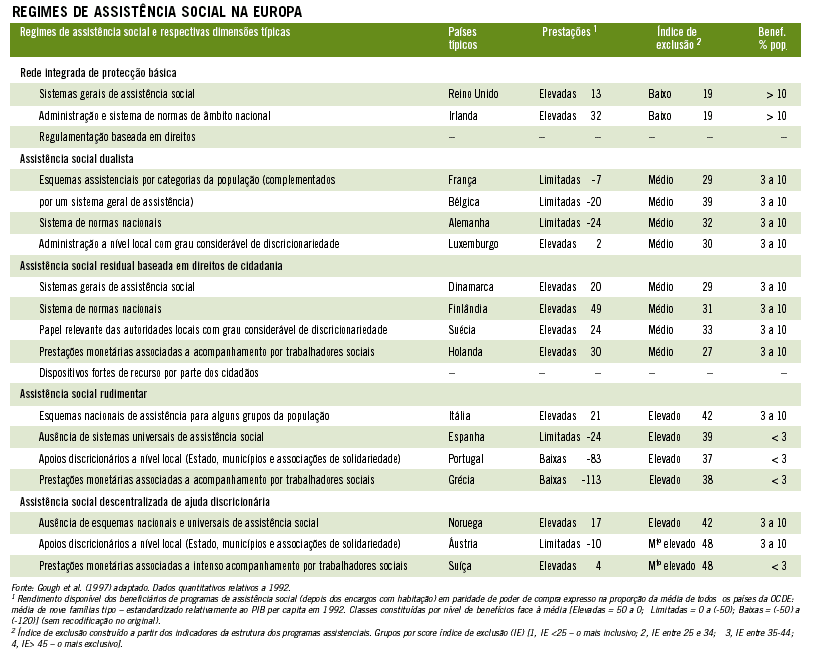 REGIMES DE ASSISTÊNCIA SOCIAL NA EUROPA
Regimes de assistência social e respectivas dimensões típicas Países típicos Prestações 1 Índice de exclusão 2 Benef. % pop.
Rede integrada de protecção básica
Sistemas gerais de assistência social Reino Unido Elevadas 13 Baixo 19 > 10
Administração e sistema de normas de âmbito nacional Irlanda Elevadas 32 Baixo 19 > 10
Regulamentação baseada em direitos – – – – – –
Assistência social dualista
Esquemas assistenciais por categorias da população (complementados França Limitadas -7 Médio 29 3 a 10
por um sistema geral de assistência) Bélgica Limitadas -20 Médio 39 3 a 10
Sistema de normas nacionais Alemanha Limitadas -24 Médio 32 3 a 10
Administração a nível local com grau considerável de discricionariedade Luxemburgo Elevadas 2 Médio 30 3 a 10
Assistência social residual baseada em direitos de cidadania
Sistemas gerais de assistência social Dinamarca Elevadas 20 Médio 29 3 a 10
Sistema de normas nacionais Finlândia Elevadas 49 Médio 31 3 a 10
Papel relevante das autoridades locais com grau considerável de discricionariedade Suécia Elevadas 24 Médio 33 3 a 10
Prestações monetárias associadas a acompanhamento por trabalhadores sociais Holanda Elevadas 30 Médio 27 3 a 10
Dispositivos fortes de recurso por parte dos cidadãos – – – – – –
Assistência social rudimentar
Esquemas nacionais de assistência para alguns grupos da população Itália Elevadas 21 Elevado 42 3 a 10
Ausência de sistemas universais de assistência social Espanha Limitadas -24 Elevado 39 < 3
Apoios discricionários a nível local (Estado, municípios e associações de solidariedade) Portugal Baixas -83 Elevado 37 < 3
Prestações monetárias associadas a acompanhamento por trabalhadores sociais Grécia Baixas -113 Elevado 38 < 3
Assistência social descentralizada de ajuda discricionária
Ausência de esquemas nacionais e universais de assistência social Noruega Elevadas 17 Elevado 42 3 a 10
Apoios discricionários a nível local (Estado, municípios e associações de solidariedade) Áustria Limitadas -10 Mto elevado 48 3 a 10
Prestações monetárias associadas a intenso acompanhamento por trabalhadores sociais Suíça Elevadas 4 Mto elevado 48 < 3
Fonte: Gough et al. (1997) adaptado. Dados quantitativos relativos a 1992.
1 Rendimento disponível dos beneficiários de programas de assistência social (depois dos encargos com habitação) em paridade de poder de compra expresso na proporção da média de todos os países da OCDE:
média de nove famílias tipo – estandardizado relativamente ao PIB per capita em 1992. Classes constituídas por nível de benefícios face à média [Elevadas = 50 a 0; Limitadas = 0 a (-50); Baixas = (-50) a
(-120)] (sem recodificação no original).
2 Índice de exclusão construído a partir dos indicadores da estrutura dos programas assistenciais. Grupos por score índice de exclusão (IE) [1, IE <25 – o mais inclusivo; 2, IE entre 25 e 34; 3, IE entre 35-44;
4, IE> 45 – o mais exclusivo].